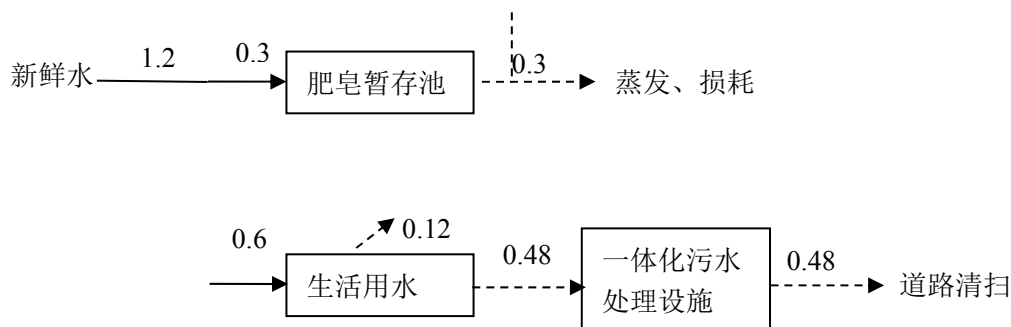 新鲜水
1.2
0.3
肥皂暂存池
0.3
蒸发、损耗
0.6
0.12
生活用水
0.48
一体化污水
处理设施
0.48
道路清扫